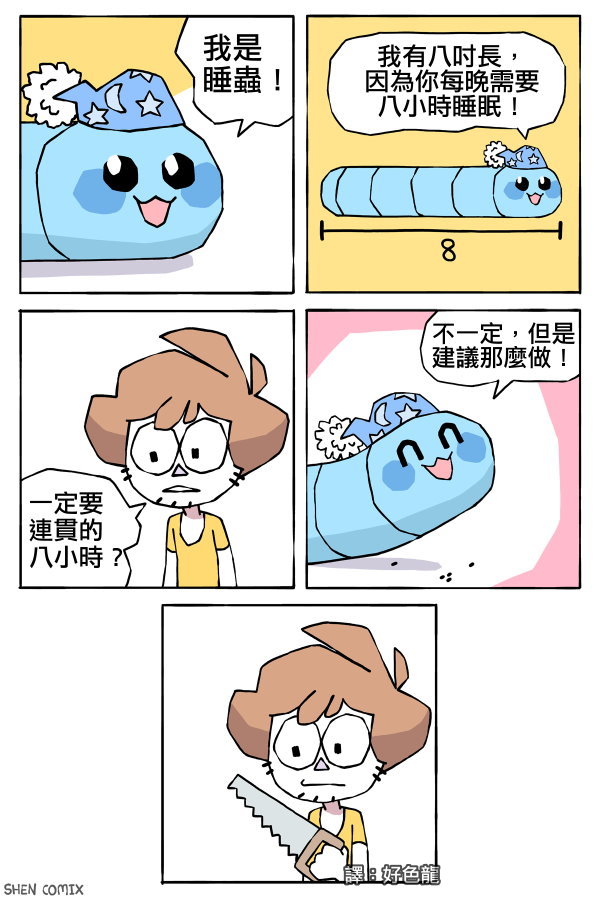 我是
睡蟲！
我有八吋長，
因為你每晚需要
八小時睡眠！
8
一定要
連貫的
八小時？
不一定，但是
建議那麼做！
譯：好色龍
SHEN COMIX